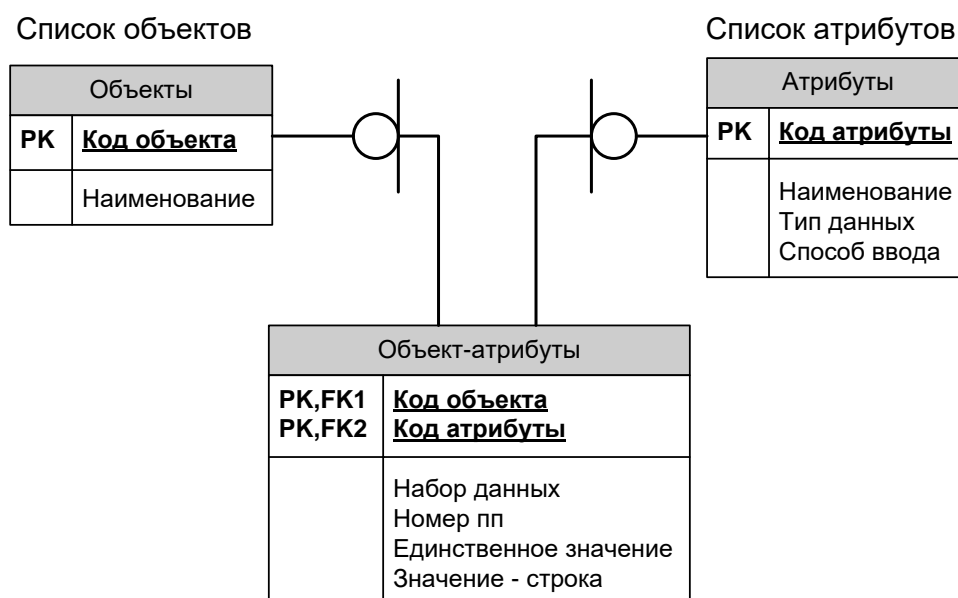 Список объектов
Список атрибутов
Объекты
PK Код объекта
Наименование
Атрибуты
PK Код атрибуты
Наименование
Тип данных
Способ ввода
Объект-атрибуты
PK,FK1 Код объекта
PK,FK2 Код атрибуты
Набор данных
Номер пп
Единственное значение
Значение - строка